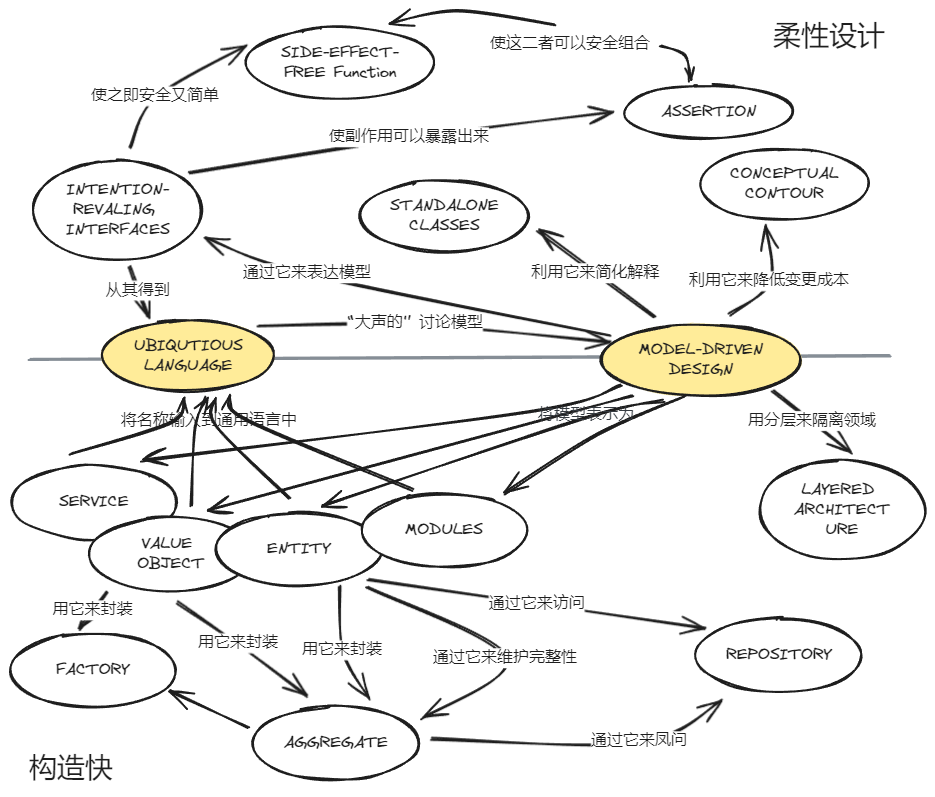 柔性设计
SIDE-EFFECT-
FREE Function
使这二者可以安全组合
使之即安全又简单
ASSERTION
使副作用可以暴露出来
INTENTION-
REVALING
INTERFACES
STANDALONE
CLASSES
CONCEPTUAL
CONTOUR
通过它来表达模型
利用它来简化解释
利用它来降低变更成本
从其得到
“大声的”讨论模型
UBIQUTIOUS
LANGUAGE
MODEL-DRIVEN
DESIGN
将名称输入到通用语言中
将模型表示为
用分层来隔离领域
SERVICE
VALUE
OBJECT
ENTITY
MODULES
LAYERED
ARCHITECT
URE
用它来封装
用它来封装
用它来封装
通过它来访问
通过它来维护完整性
FACTORY
REPOSITORY
AGGREGATE
通过它来凤问
构造快